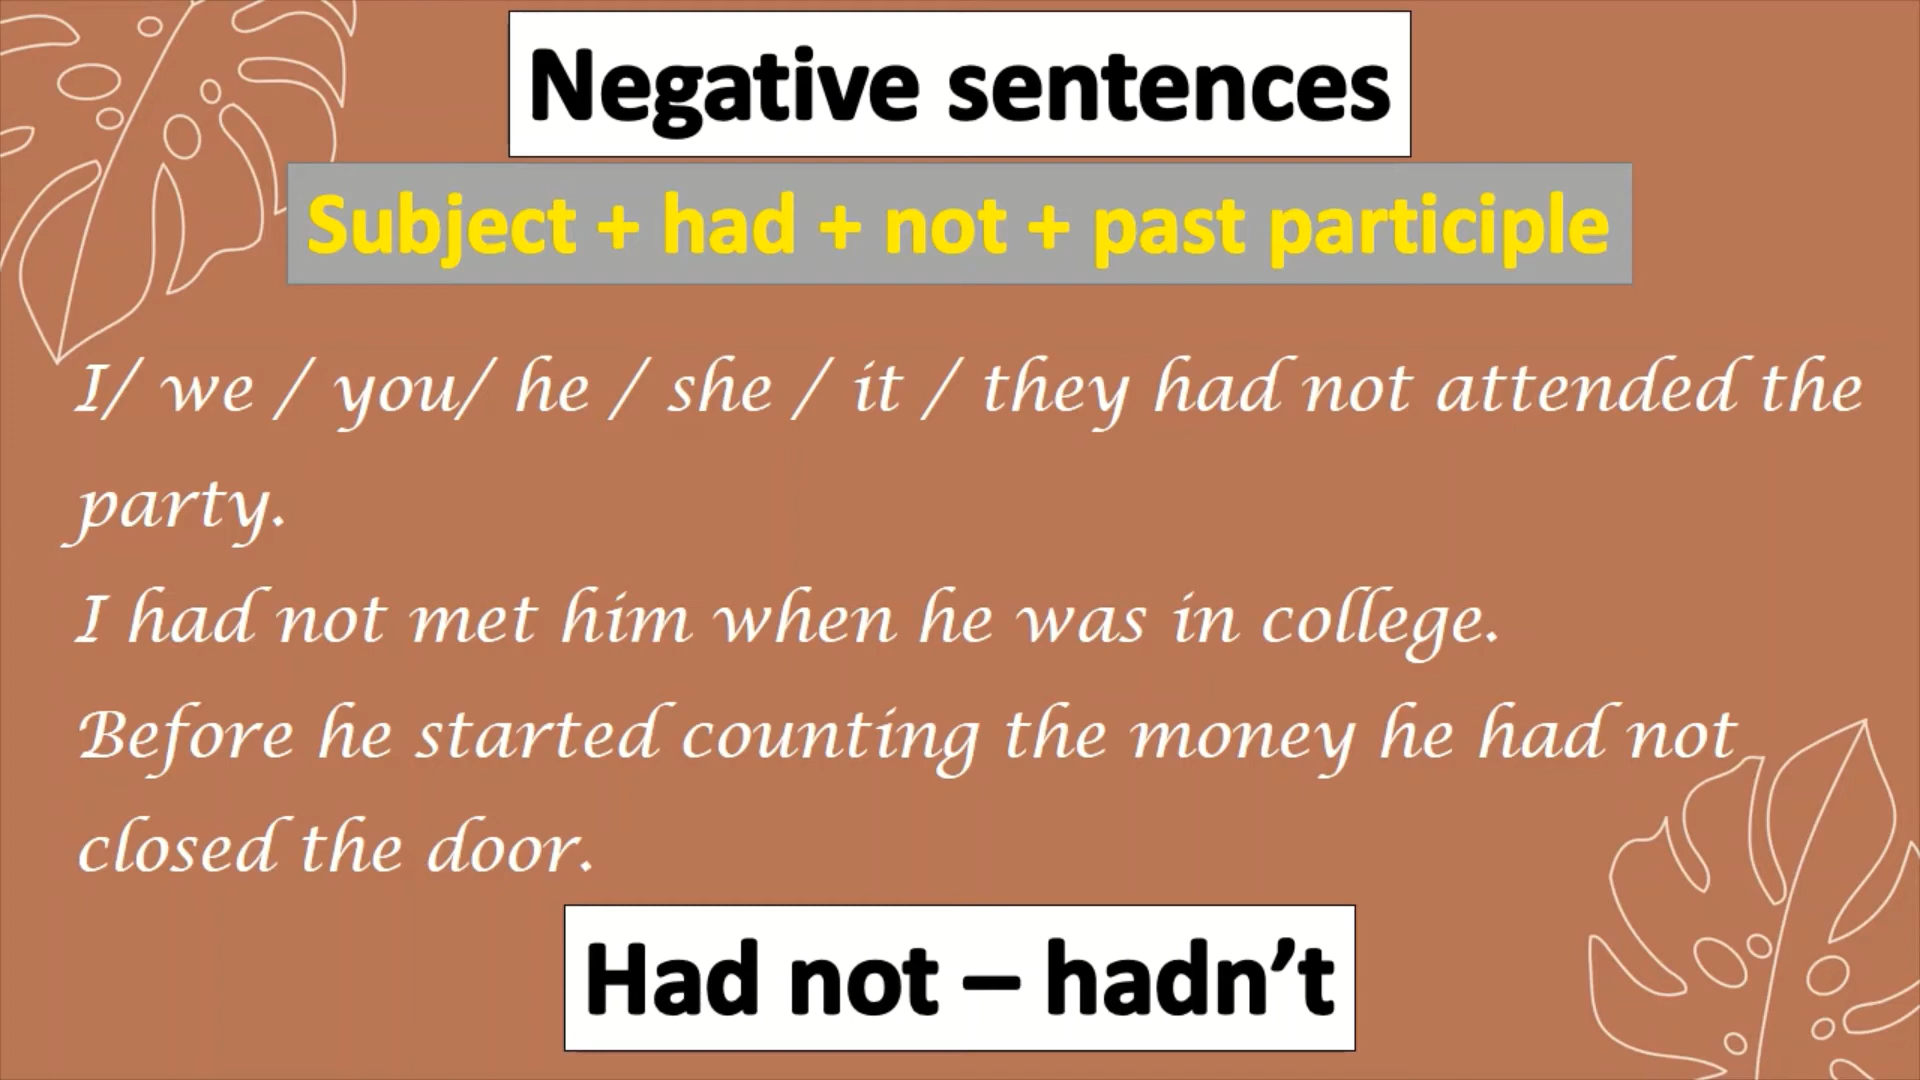 Negative sentences
Subject + had + not + past participle
I/ we / you/ he / she / it / they had not attended the
party.
I had not met him when he was in college.
Before he started counting the money he had not
closed the door.
Had not – hadn’t